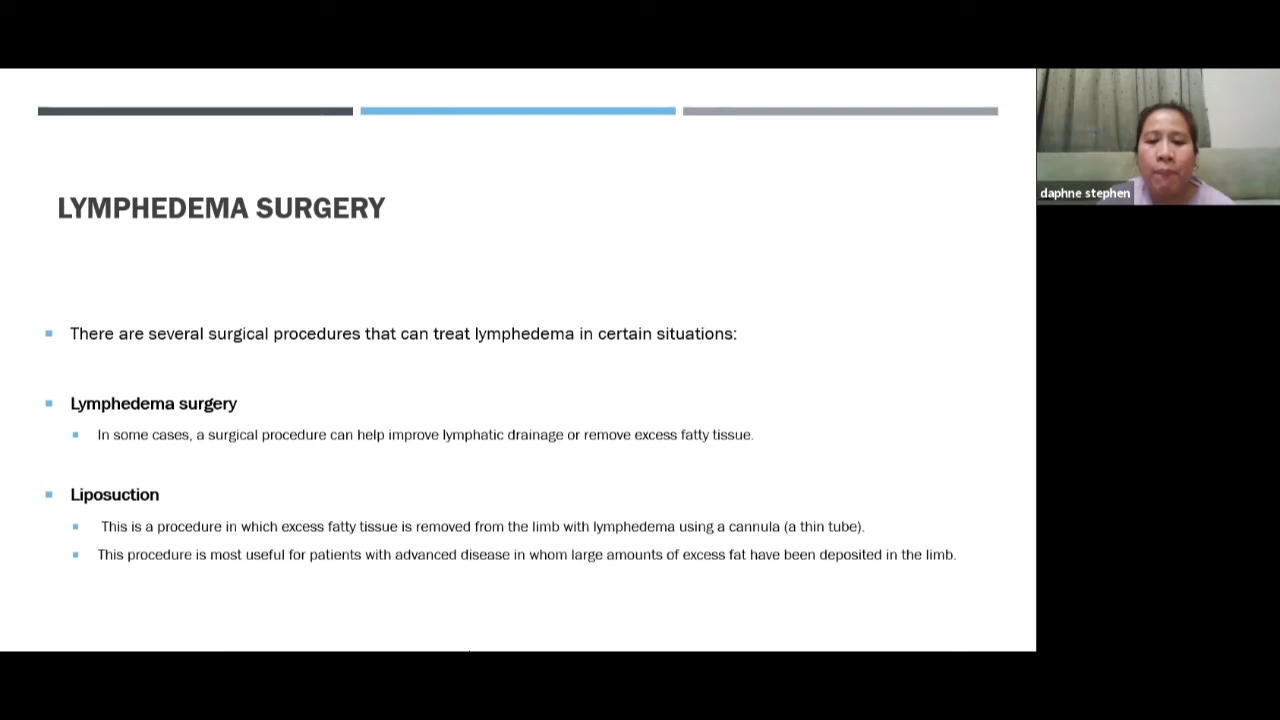 LYMPHEDEMA SURGERY
There are several surgical procedures that can treat lymphedema in certain situations:
Lymphedema surgery
In some cases, a surgical procedure can help improve lymphatic drainage or remove excess fatty tissue.
Liposuction
This is a procedure in which excess fatty tissue is removed from the limb with lymphedema using a cannula (a thin tube).
This procedure is most useful for patients with advanced disease in whom large amounts of excess fat have been deposited in the limb.
daphne stephen